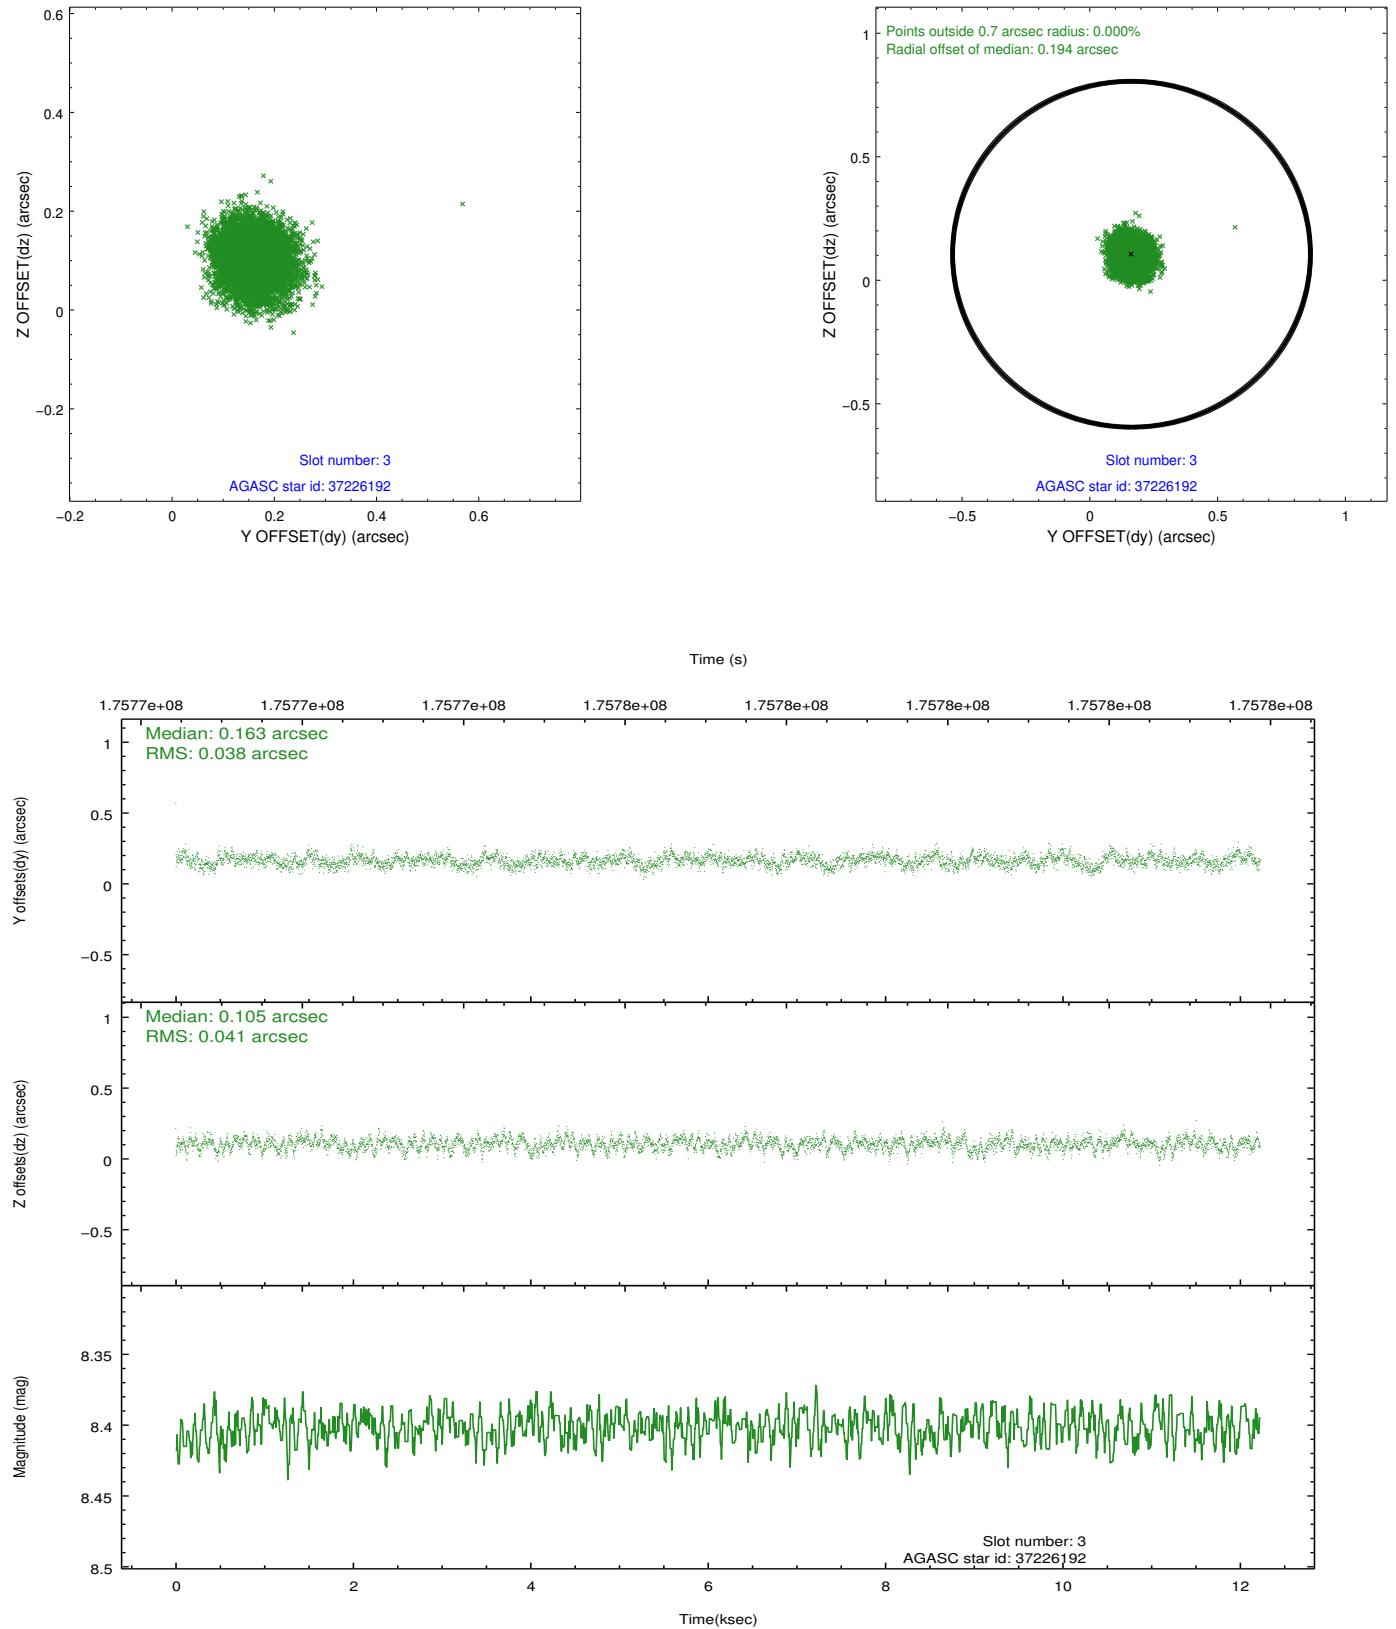 0.6
0.4
0.2
0
−0.2
Z OFFSET(dz) (arcsec)
Slot number: 3
AGASC star id: 37226192
−0.2 0 0.2 0.4 0.6
Y OFFSET(dy) (arcsec)
Points outside 0.7 arcsec radius: 0.000%
Radial offset of median: 0.194 arcsec
1
0.5
0
−0.5
Z OFFSET(dz) (arcsec)
Slot number: 3
AGASC star id: 37226192
−0.5 0 0.5 1
Y OFFSET(dy) (arcsec)
Time (s)
1.7577e+08 1.7577e+08 1.7577e+08 1.7578e+08 1.7578e+08 1.7578e+08 1.7578e+08 1.7578e+08
Median: 0.163 arcsec
RMS: 0.038 arcsec
1
0.5
0
−0.5
Y offsets(dy) (arcsec)
Median: 0.105 arcsec
RMS: 0.041 arcsec
1
0.5
0
−0.5
Z offsets(dz) (arcsec)
8.35
8.4
8.45
8.5
Magnitude (mag)
Slot number: 3
AGASC star id: 37226192
0 2 4 6 8 10 12
Time(ksec)